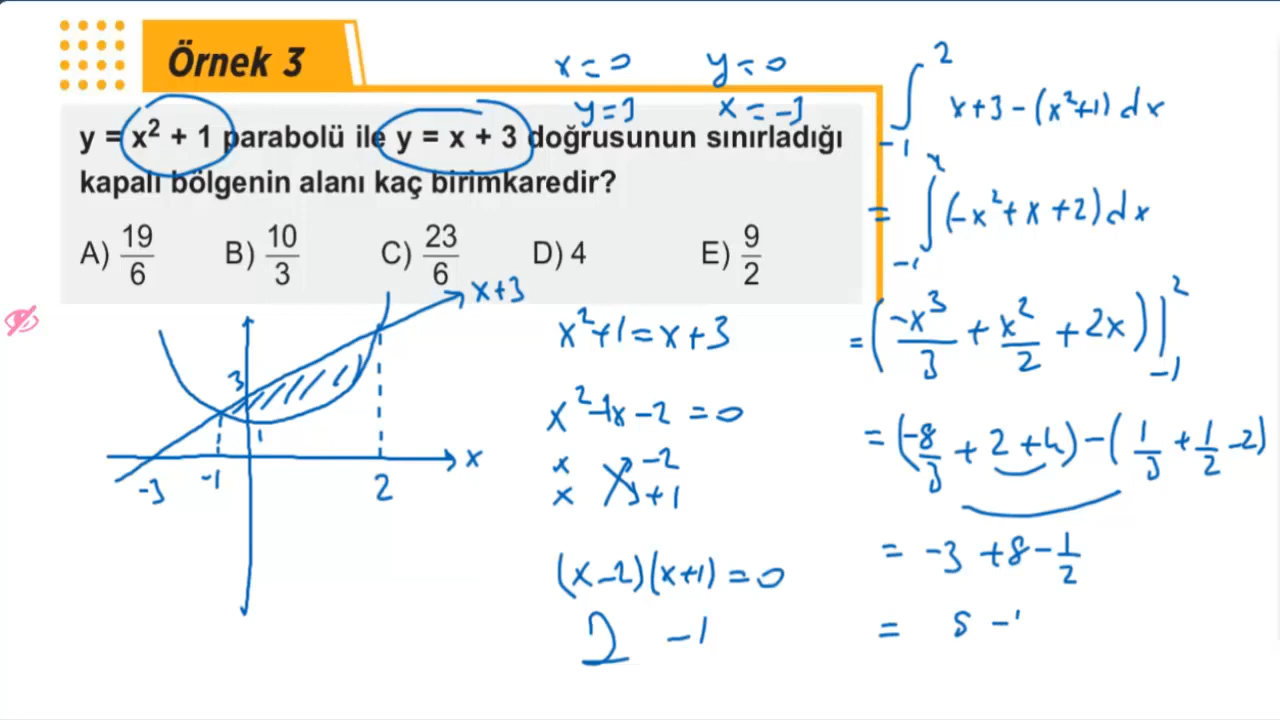 Örnek 3
y = x² + 1 parabolü ile y = x + 3 doğrusunun sınırladığı
kapalı bölgenin alanı kaç birimkaredir?
A) 19/6 B) 10/3 C) 23/6 D) 4 E) 9/2
x = 0 y = 0
y = 3 x = -3
x+3
3
1
-3 -1 2 x
x² + 1 = x + 3
x² - 1x - 2 = 0
x -2
x +1
(x-2)(x+1) = 0
2 -1
∫₋₁² x+3-(x²+1) dx
= ∫₋₁ (-x²+x+2) dx
= (-x³/3 + x²/2 + 2x) |₋₁²
= (-8/3 + 2 + 4) - (1/3 + 1/2 - 2)
= -3 + 8 - 1/2